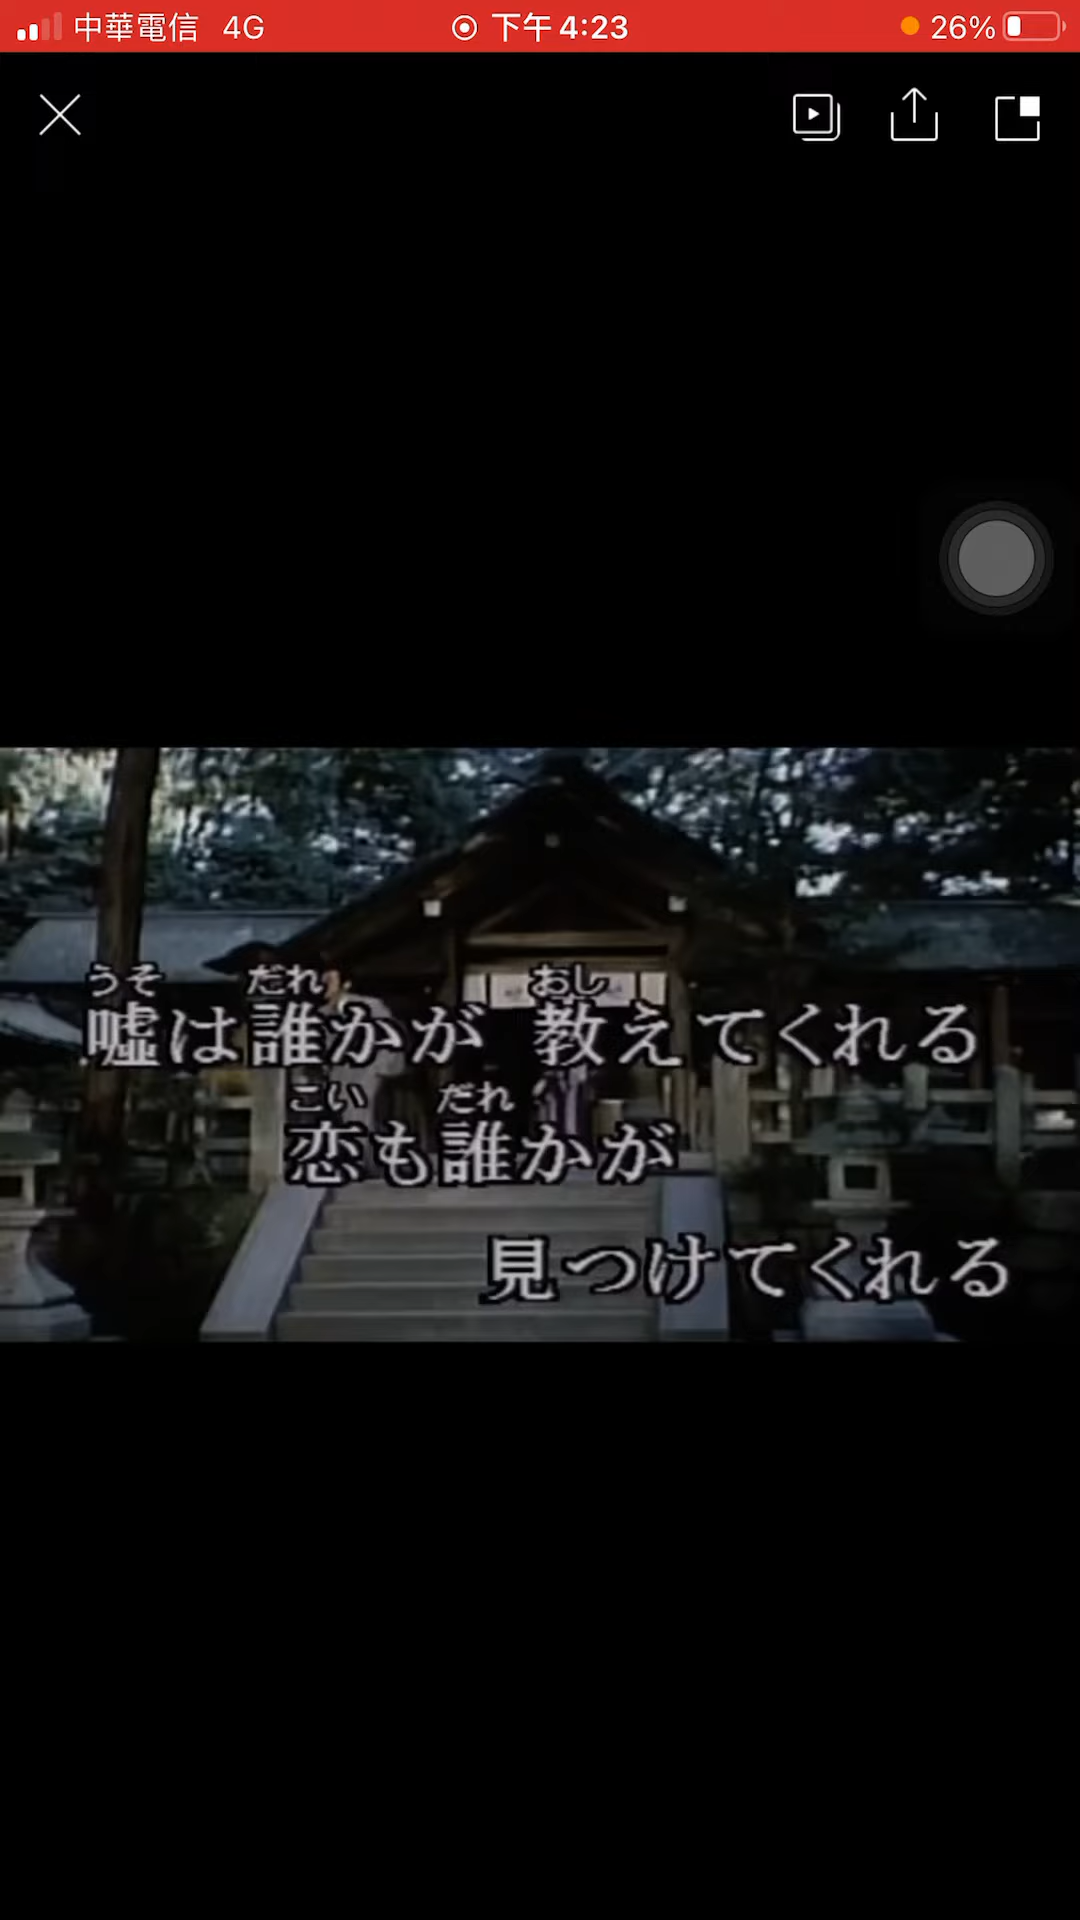 中華電信 4G 下午4:23 26%
うそ だれ おし
嘘は誰かが 教えてくれる
こい だれ
恋も誰かが
見つけてくれる